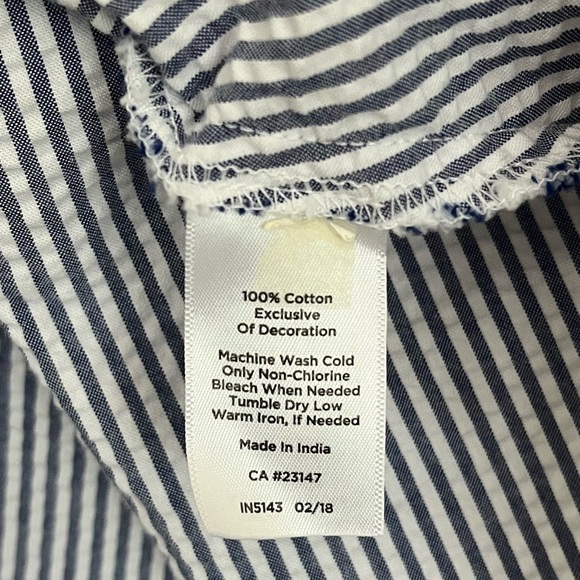 100% Cotton
Exclusive
Of Decoration
Machine Wash Cold
Only Non-Chlorine
Bleach When Needed
Tumble Dry Low
Warm Iron, If Needed
Made In India
CA #23147
IN5143 02/18